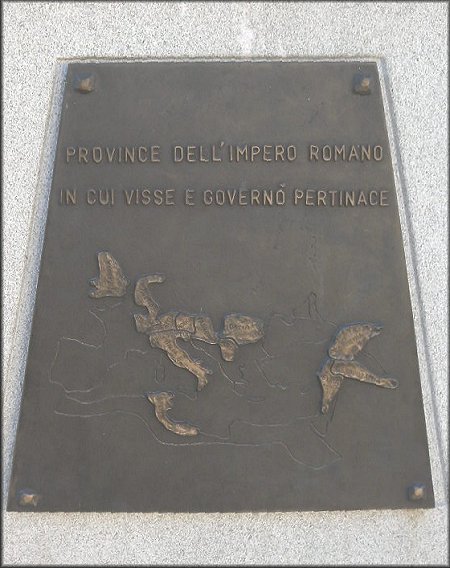 PROVINCE DELL'IMPERO ROMANO
IN CUI VISSE E GOVERNÒ PERTINACE